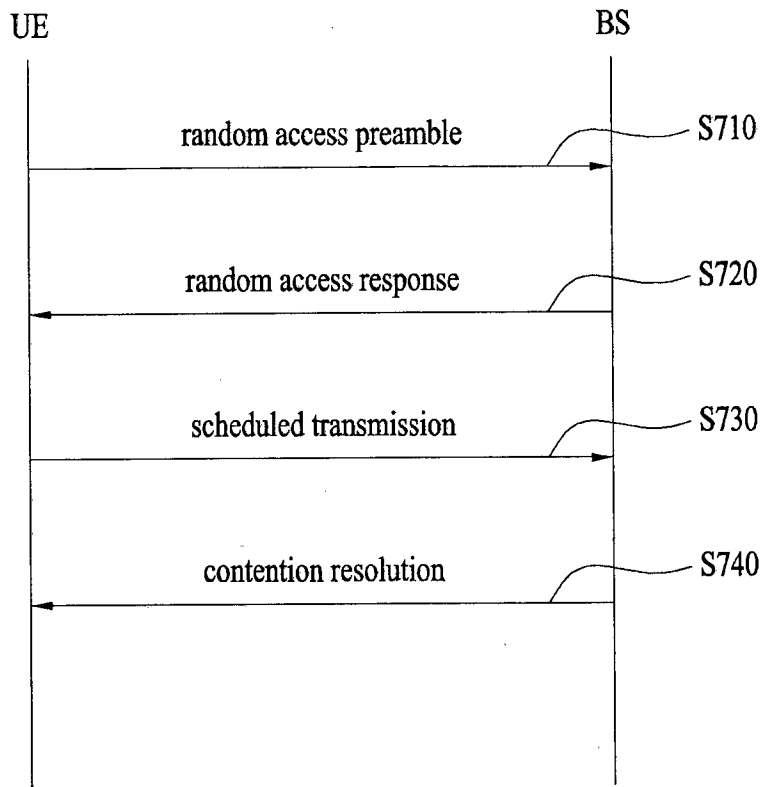 UE
BS
random access preamble
S710
random access response
S720
scheduled transmission
S730
contention resolution
S740